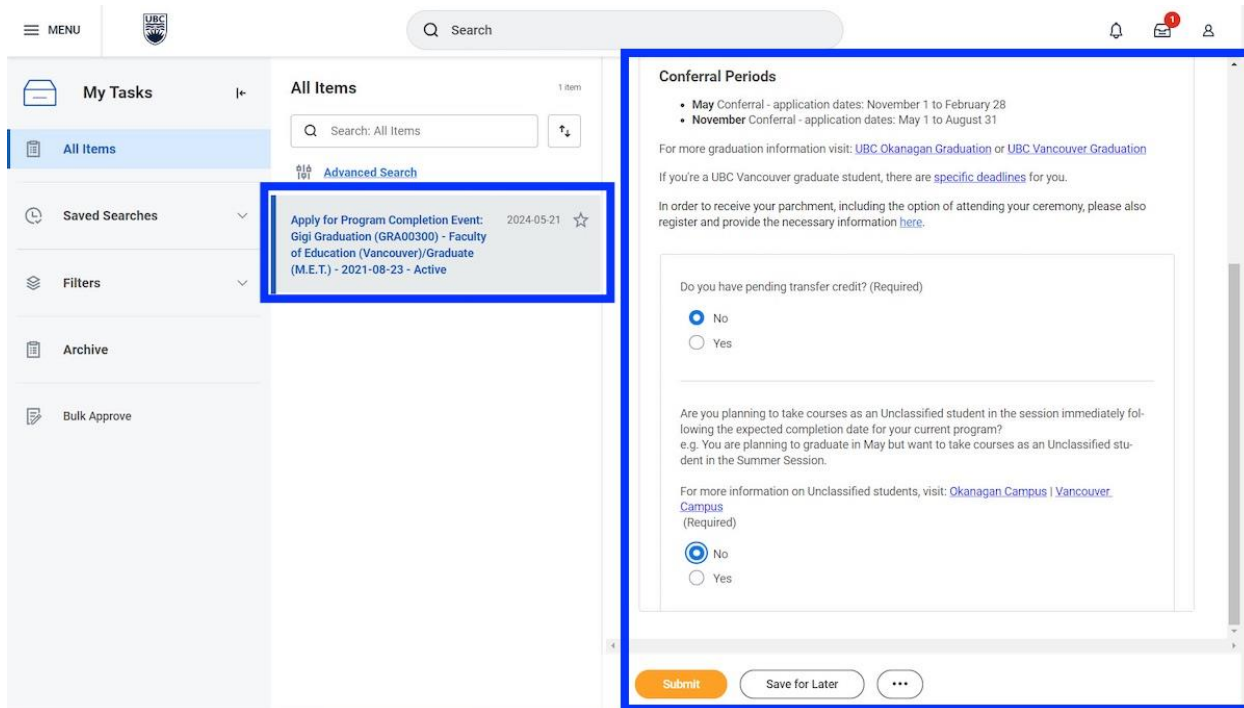 MENU
UBC
Search
1
My Tasks
All Items
Saved Searches
Filters
Archive
Bulk Approve
All Items
1 item
Search: All Items
Advanced Search
Apply for Program Completion Event:
Gigi Graduation (GRA00300) - Faculty
of Education (Vancouver)/Graduate
(M.E.T.) - 2021-08-23 - Active
2024-05-21
Conferral Periods
• May Conferral - application dates: November 1 to February 28
• November Conferral - application dates: May 1 to August 31
For more graduation information visit: UBC Okanagan Graduation or UBC Vancouver Graduation
If you're a UBC Vancouver graduate student, there are specific deadlines for you.
In order to receive your parchment, including the option of attending your ceremony, please also
register and provide the necessary information here.
Do you have pending transfer credit? (Required)
No
Yes
Are you planning to take courses as an Unclassified student in the session immediately fol-
lowing the expected completion date for your current program?
e.g. You are planning to graduate in May but want to take courses as an Unclassified stu-
dent in the Summer Session.
For more information on Unclassified students, visit: Okanagan Campus | Vancouver
Campus
(Required)
No
Yes
Submit
Save for Later